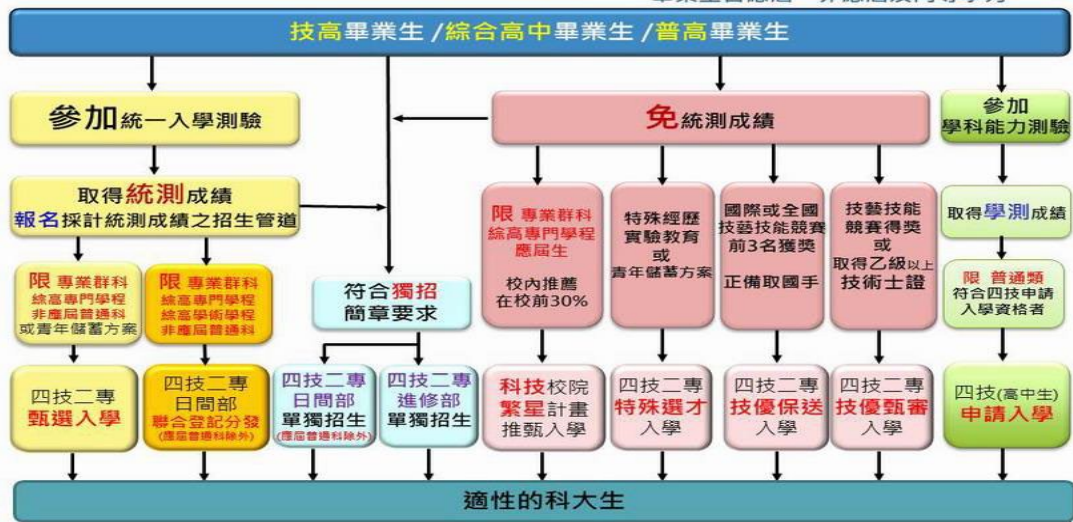 技高畢業生 /綜合高中畢業生 /普高畢業生
參加統一入學測驗
免統測成績
參加
學科能力測驗
取得統測成績
報名採計統測成績之招生管道
限 專業群科
綜高專門學程
應屆生
校內推薦
在校前30%
特殊經歷
實驗教育
或
青年儲蓄方案
國際或全國
技藝技能競賽
前3名獲獎
正備取國手
技藝技能
競賽得獎
或
取得乙級以上
技術士證
取得學測成績
限 專業群科
綜高專門學程
非應屆普通科
或青年儲蓄方案
限 專業群科
綜高專門學程
綜高學術學程
非應屆普通科
符合獨招
簡章要求
限 普通類
符合四技申請
入學資格者
四技二專
甄選入學
四技二專
日間部
聯合登記分發
(應屆普通科除外)
四技二專
日間部
單獨招生
(應屆普通科除外)
四技二專
進修部
單獨招生
科技校院
繁星計畫
推甄入學
四技二專
特殊選才
入學
四技二專
技優保送
入學
四技二專
技優甄審
入學
四技(高中生)
申請入學
適性的科大生